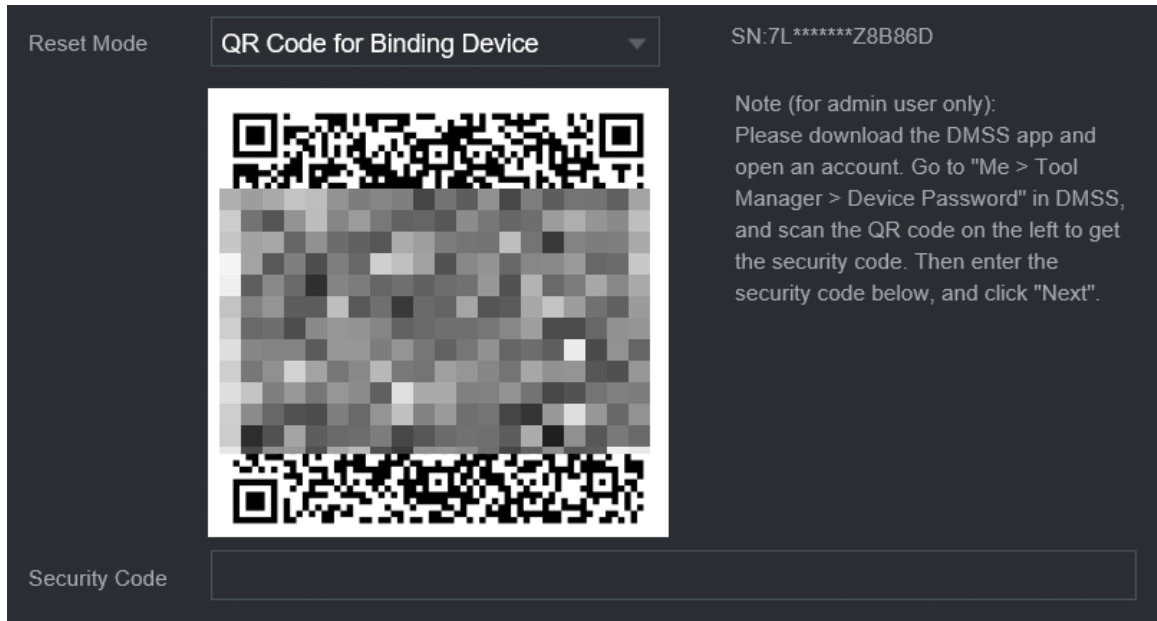 Reset Mode
QR Code for Binding Device
SN:7L*******Z8B86D
Note (for admin user only):
Please download the DMSS app and
open an account. Go to "Me > Tool
Manager > Device Password" in DMSS,
and scan the QR code on the left to get
the security code. Then enter the
security code below, and click "Next".
Security Code